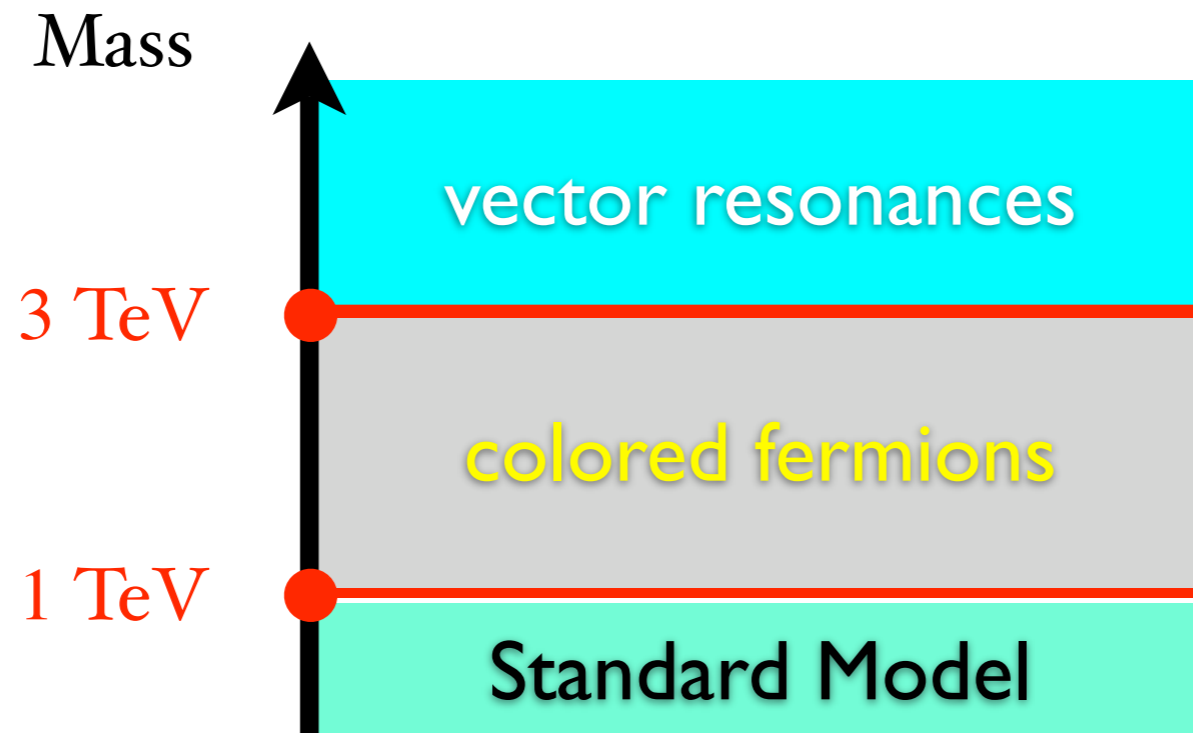 Mass
vector resonances
3 TeV
colored fermions
1 TeV
Standard Model